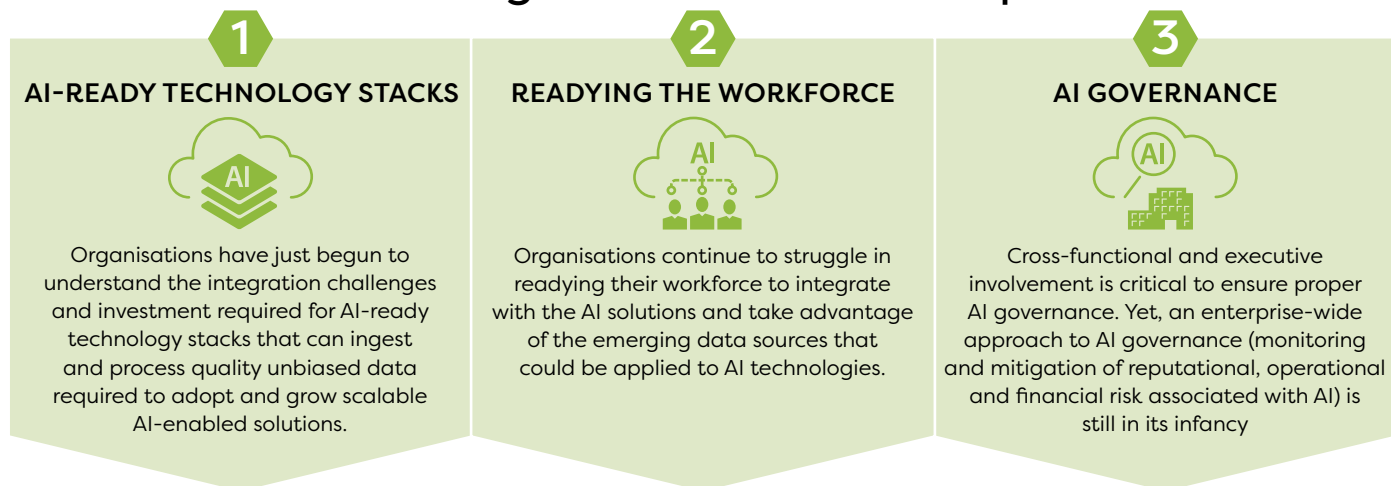 1
AI-READY TECHNOLOGY STACKS
AI
Organisations have just begun to
understand the integration challenges
and investment required for AI-ready
technology stacks that can ingest
and process quality unbiased data
required to adopt and grow scalable
AI-enabled solutions.
2
READYING THE WORKFORCE
AI
Organisations continue to struggle in
readying their workforce to integrate
with the AI solutions and take advantage
of the emerging data sources that
could be applied to AI technologies.
3
AI GOVERNANCE
AI
Cross-functional and executive
involvement is critical to ensure proper
AI governance. Yet, an enterprise-wide
approach to AI governance (monitoring
and mitigation of reputational, operational
and financial risk associated with AI) is
still in its infancy